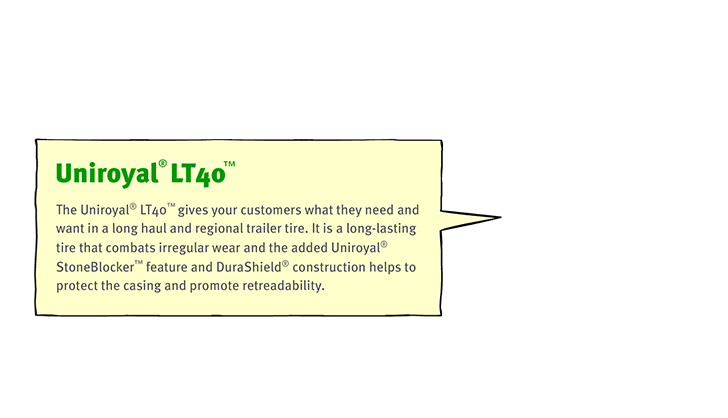 Uniroyal® LT40™
The Uniroyal® LT40™ gives your customers what they need and
want in a long haul and regional trailer tire. It is a long-lasting
tire that combats irregular wear and the added Uniroyal®
StoneBlocker™ feature and DuraShield® construction helps to
protect the casing and promote retreadability.